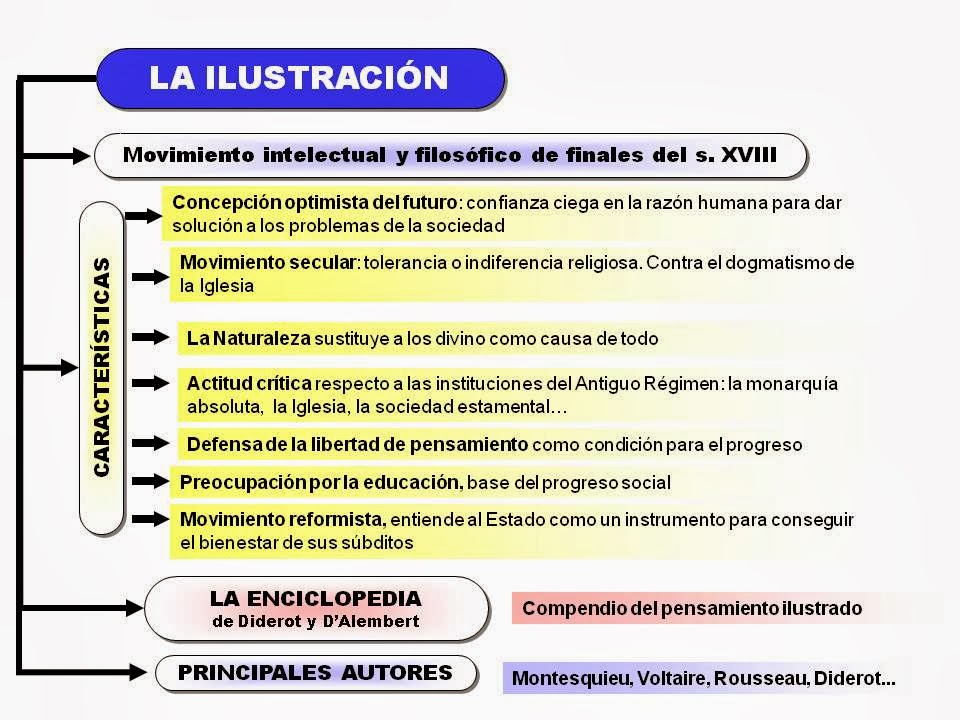 LA ILUSTRACIÓN
Movimiento intelectual y filosófico de finales del s. XVIII
CARACTERÍSTICAS
Concepción optimista del futuro: confianza ciega en la razón humana para dar
solución a los problemas de la sociedad
Movimiento secular: tolerancia o indiferencia religiosa. Contra el dogmatismo de
la Iglesia
La Naturaleza sustituye a los divino como causa de todo
Actitud crítica respecto a las instituciones del Antiguo Régimen: la monarquía
absoluta, la Iglesia, la sociedad estamental...
Defensa de la libertad de pensamiento como condición para el progreso
Preocupación por la educación, base del progreso social
Movimiento reformista, entiende al Estado como un instrumento para conseguir
el bienestar de sus súbditos
LA ENCICLOPEDIA
de Diderot y D'Alembert
Compendio del pensamiento ilustrado
PRINCIPALES AUTORES
Montesquieu, Voltaire, Rousseau, Diderot...